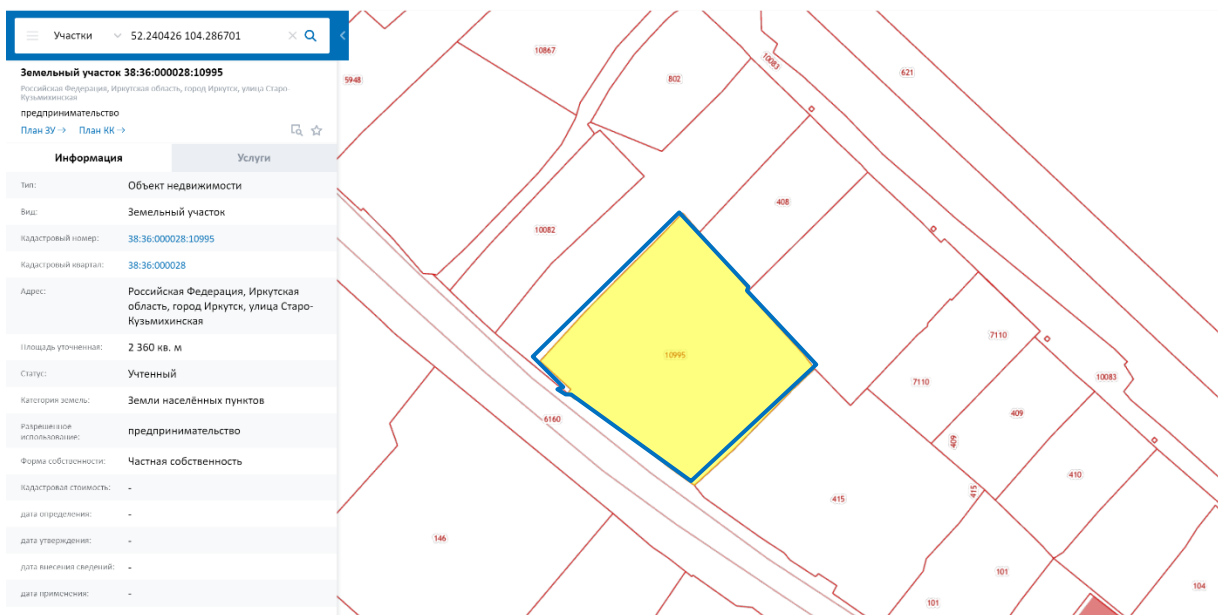 Участки 52.240426 104.286701
Земельный участок 38:36:000028:10995
Российская Федерация, Иркутская область, город Иркутск, улица Старо-
Кузьмихинская
предпринимательство
План ЗУ → План КК →
Информация Услуги
Тип: Объект недвижимости
Вид: Земельный участок
Кадастровый номер: 38:36:000028:10995
Кадастровый квартал: 38:36:000028
Адрес: Российская Федерация, Иркутская
область, город Иркутск, улица Старо-
Кузьмихинская
Площадь уточненная: 2 360 кв. м
Статус: Учтенный
Категория земель: Земли населённых пунктов
Разрешенное
использование: предпринимательство
Форма собственности: Частная собственность
Кадастровая стоимость: -
дата определения: -
дата утверждения: -
дата внесения сведений: -
дата применения: -
10867
5948
802
10083
621
408
10082
10995
7110
7110
10083
409
409
6160
410
415
415
146
101
101
104